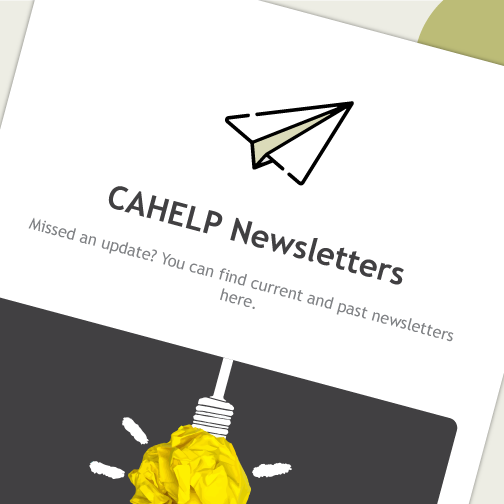 CAHELP Newsletters
Missed an update? You can find current and past newsletters
here.